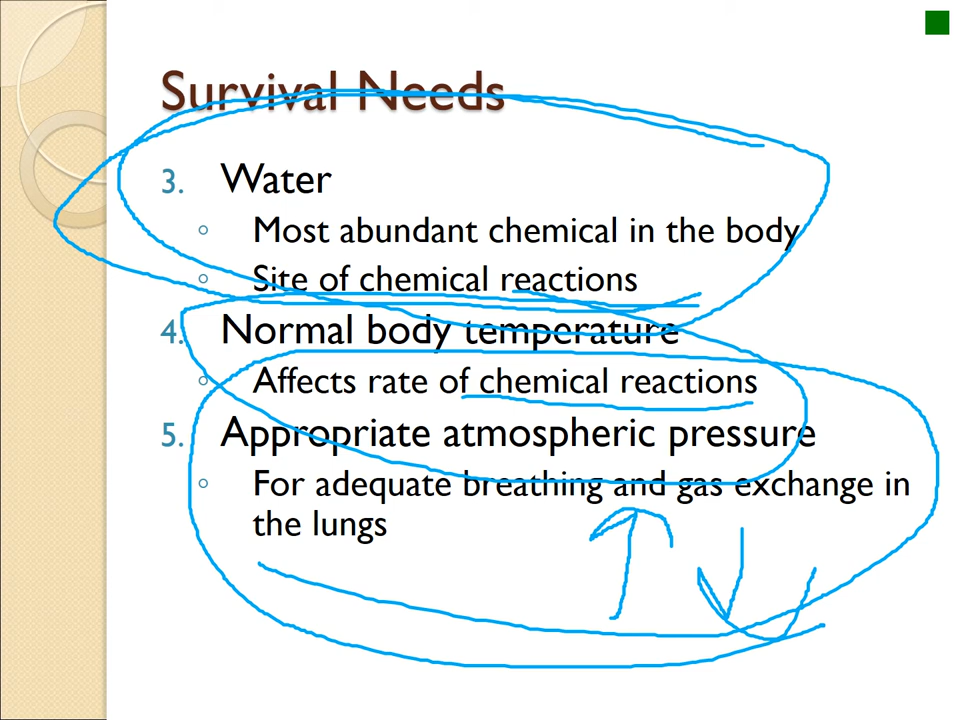 Survival Needs
3. Water
◦ Most abundant chemical in the body
◦ Site of chemical reactions
4. Normal body temperature
◦ Affects rate of chemical reactions
5. Appropriate atmospheric pressure
◦ For adequate breathing and gas exchange in
the lungs